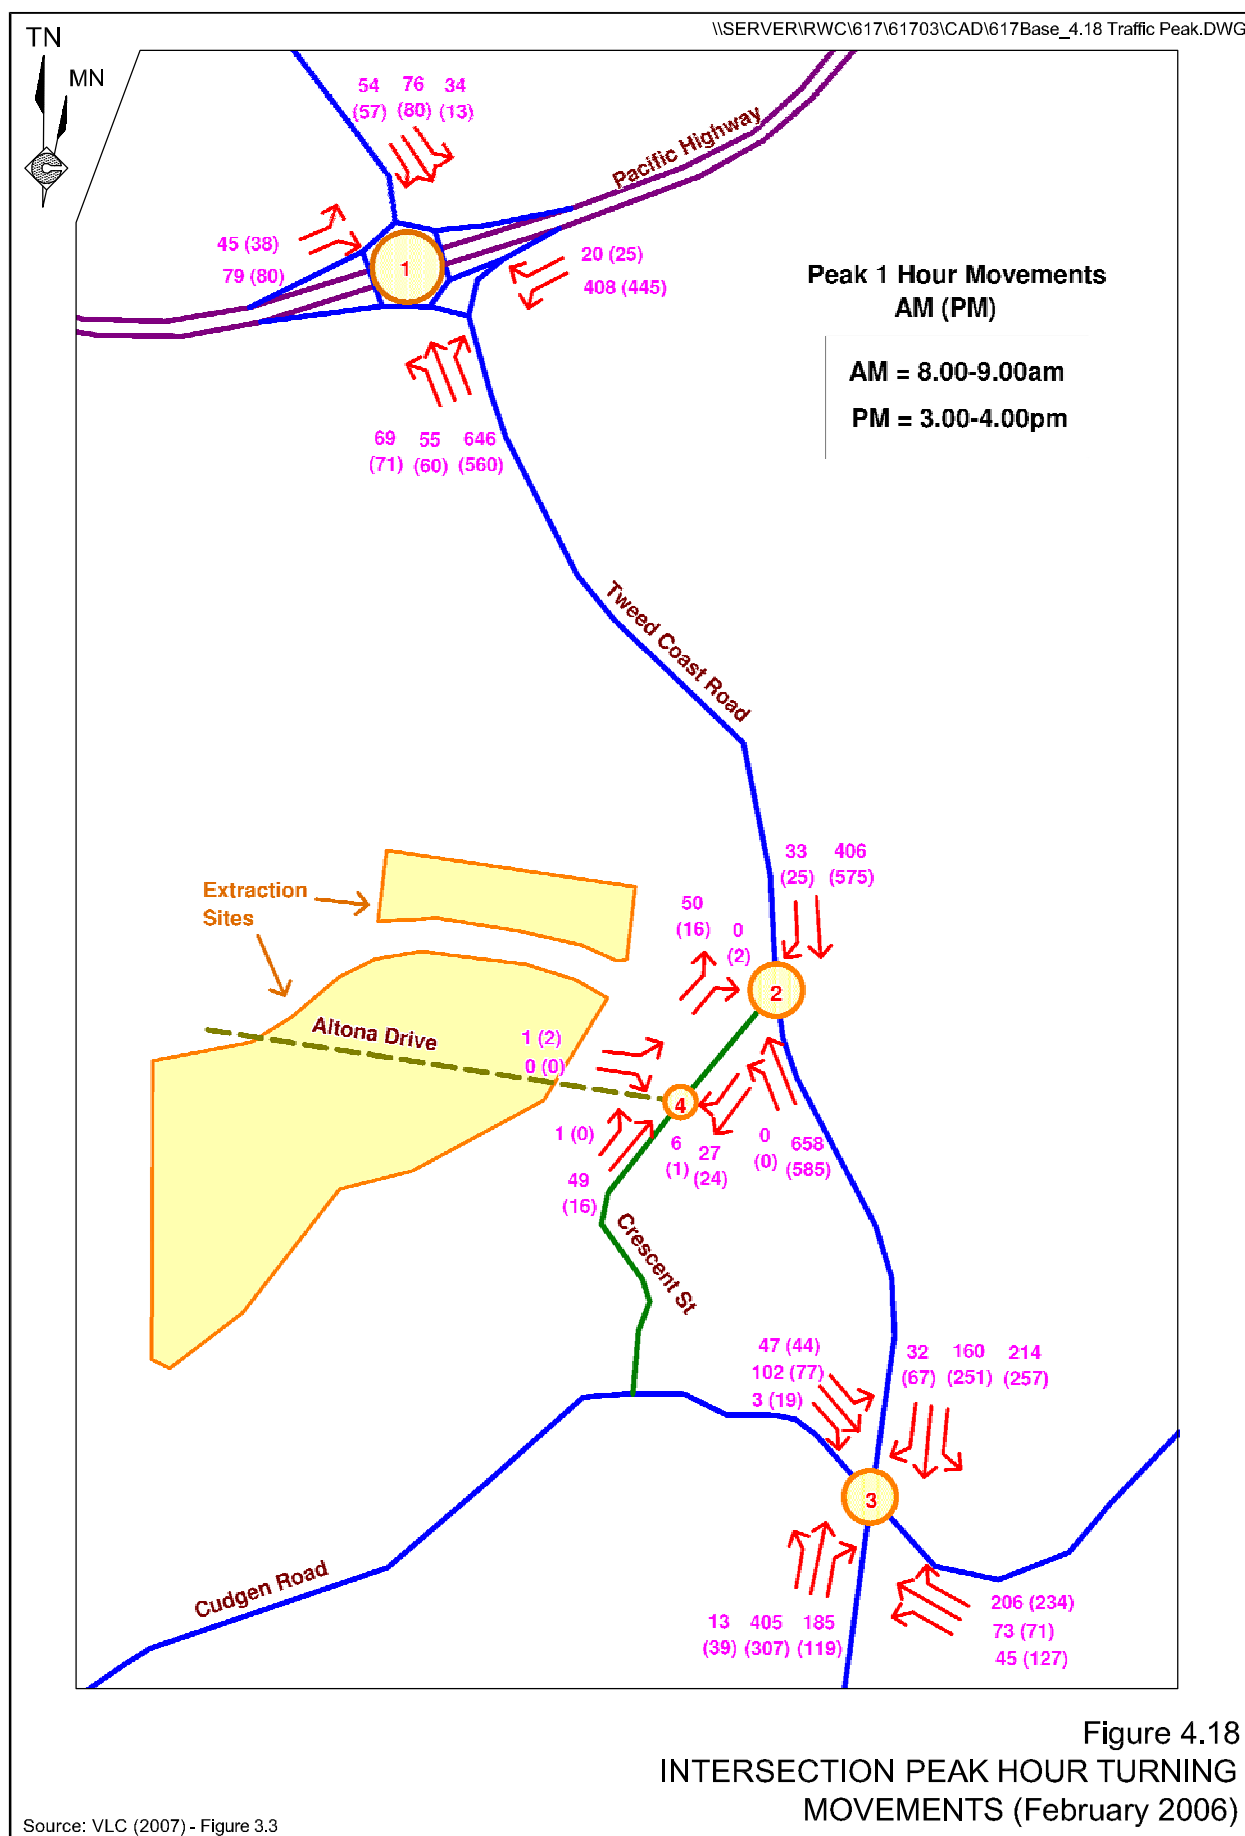 \\SERVER\RWC\617\61703\CAD\617Base_4.18 Traffic Peak.DWG
TN
MN
54 76 34
(57) (80) (13)
Pacific Highway
45 (38)
79 (80)
1
20 (25)
408 (445)
Peak 1 Hour Movements
AM (PM)
AM = 8.00-9.00am
PM = 3.00-4.00pm
69 55 646
(71) (60) (560)
Tweed Coast Road
33 406
(25) (575)
Extraction
Sites
50
(16) 0
(2)
2
Altona Drive
1 (2)
0 (0)
4
1 (0)
49
(16)
6 27
(1) (24)
0 658
(0) (585)
Crescent St
47 (44)
102 (77)
3 (19)
32 160 214
(67) (251) (257)
3
Cudgen Road
13 405 185
(39) (307) (119)
206 (234)
73 (71)
45 (127)
Figure 4.18
INTERSECTION PEAK HOUR TURNING
MOVEMENTS (February 2006)
Source: VLC (2007) - Figure 3.3